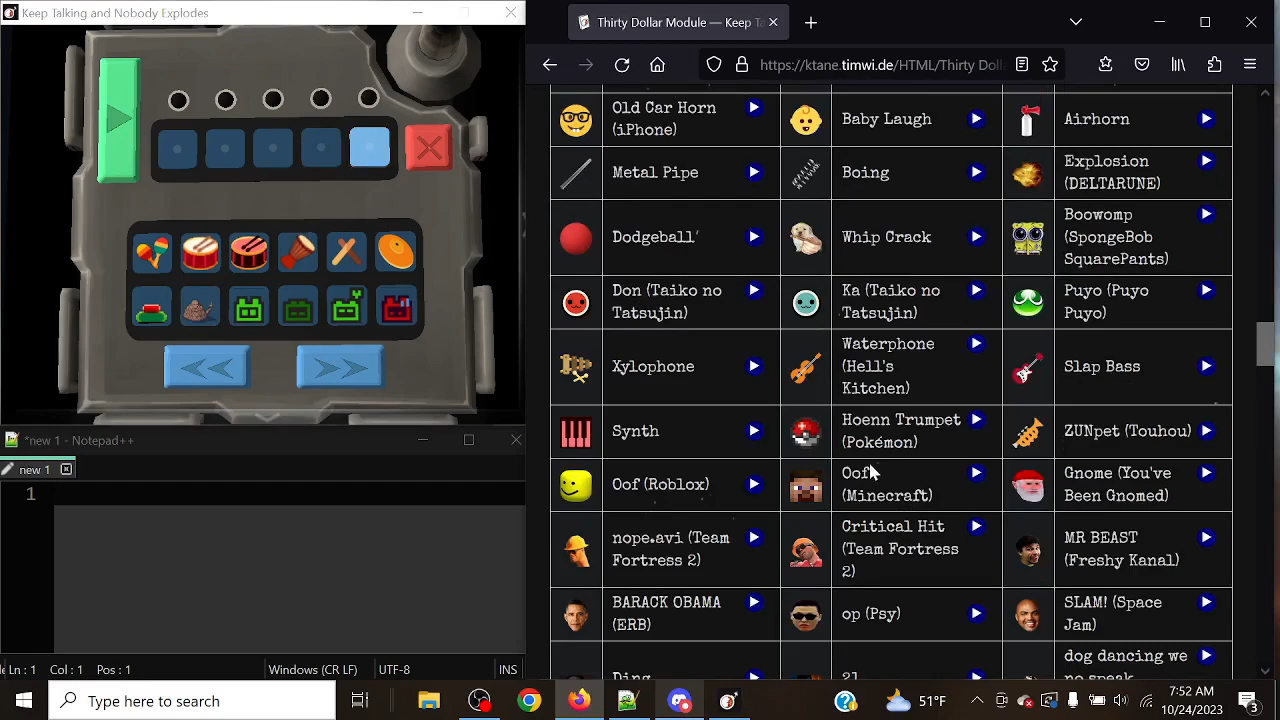 Keep Talking and Nobody Explodes
Thirty Dollar Module — Keep Ta
https://ktane.timwi.de/HTML/Thirty Doll
Old Car Horn
(iPhone)
Baby Laugh
Airhorn
Metal Pipe
Boing
Explosion
(DELTARUNE)
Dodgeball
Whip Crack
Boowomp
(SpongeBob
SquarePants)
Don (Taiko no
Tatsujin)
Ka (Taiko no
Tatsujin)
Puyo (Puyo
Puyo)
Xylophone
Waterphone
(Hell's
Kitchen)
Slap Bass
Synth
Hoenn Trumpet
(Pokémon)
ZUNpet (Touhou)
Oof (Roblox)
Oof
(Minecraft)
Gnome (You've
Been Gnomed)
nope.avi (Team
Fortress 2)
Critical Hit
(Team Fortress
2)
MR BEAST
(Freshy Kanal)
BARACK OBAMA
(ERB)
op (Psy)
SLAM! (Space
Jam)
Ding
21
dog dancing we
no speak
*new 1 - Notepad++
new 1
1
Ln : 1 Col : 1 Pos : 1
Windows (CR LF)
UTF-8
INS
Type here to search
51°F
7:52 AM
10/24/2023
3